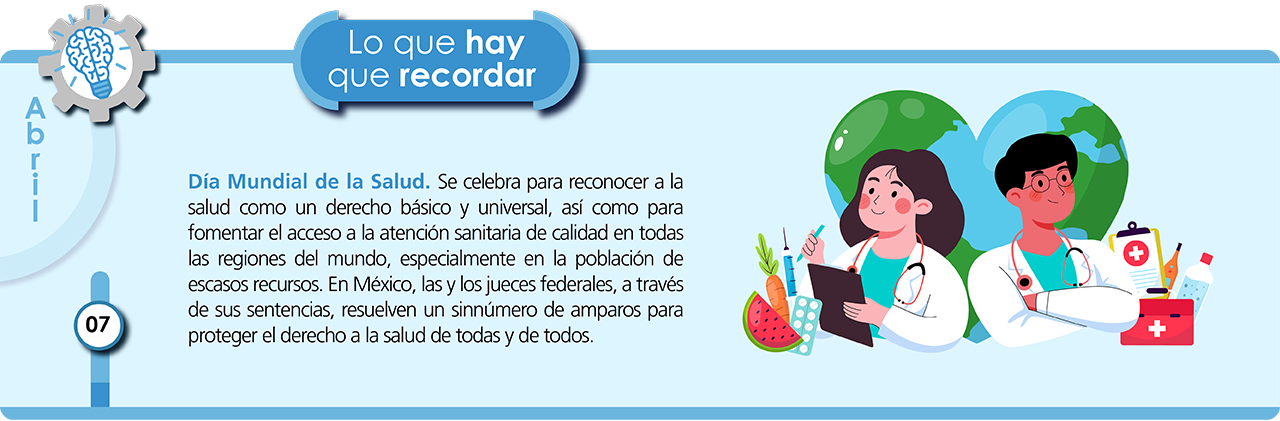 Lo que hay
que recordar
Abril
Día Mundial de la Salud. Se celebra para reconocer a la
salud como un derecho básico y universal, así como para
fomentar el acceso a la atención sanitaria de calidad en todas
las regiones del mundo, especialmente en la población de
escasos recursos. En México, las y los jueces federales, a través
de sus sentencias, resuelven un sinnúmero de amparos para
proteger el derecho a la salud de todas y de todos.
07